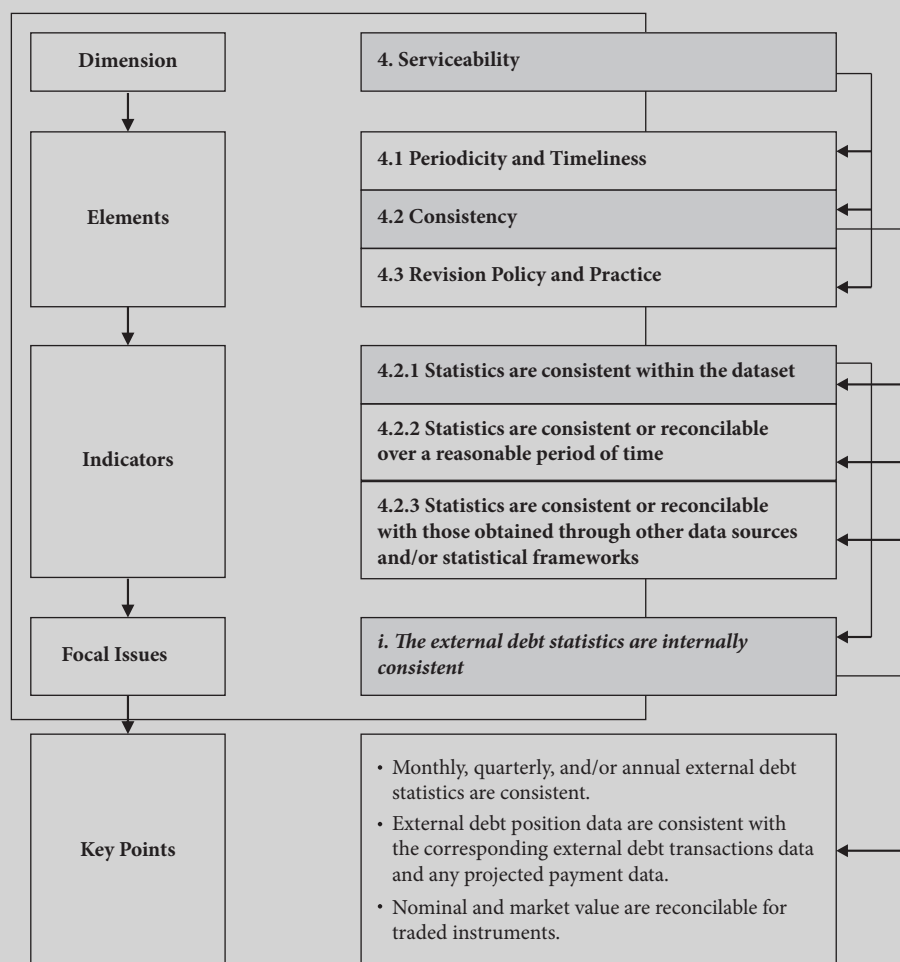 Dimension
4. Serviceability
Elements
4.1 Periodicity and Timeliness
4.2 Consistency
4.3 Revision Policy and Practice
Indicators
4.2.1 Statistics are consistent within the dataset
4.2.2 Statistics are consistent or reconcilable
over a reasonable period of time
4.2.3 Statistics are consistent or reconcilable
with those obtained through other data sources
and/or statistical frameworks
Focal Issues
i. The external debt statistics are internally
consistent
Key Points
• Monthly, quarterly, and/or annual external debt
statistics are consistent.
• External debt position data are consistent with
the corresponding external debt transactions data
and any projected payment data.
• Nominal and market value are reconcilable for
traded instruments.